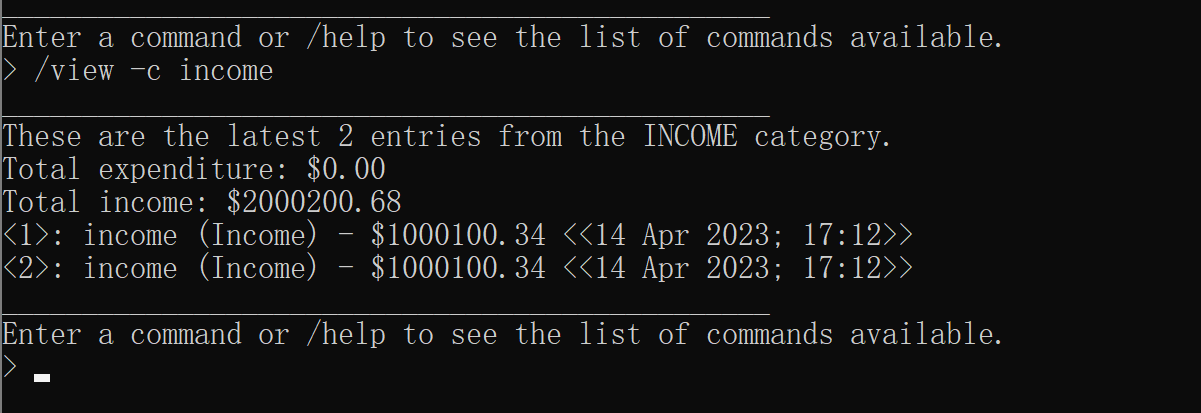 Enter a command or /help to see the list of commands available.
> /view -c income
These are the latest 2 entries from the INCOME category.
Total expenditure: $0.00
Total income: $2000200.68
<1>: income (Income) - $1000100.34 <<14 Apr 2023; 17:12>>
<2>: income (Income) - $1000100.34 <<14 Apr 2023; 17:12>>
Enter a command or /help to see the list of commands available.
>